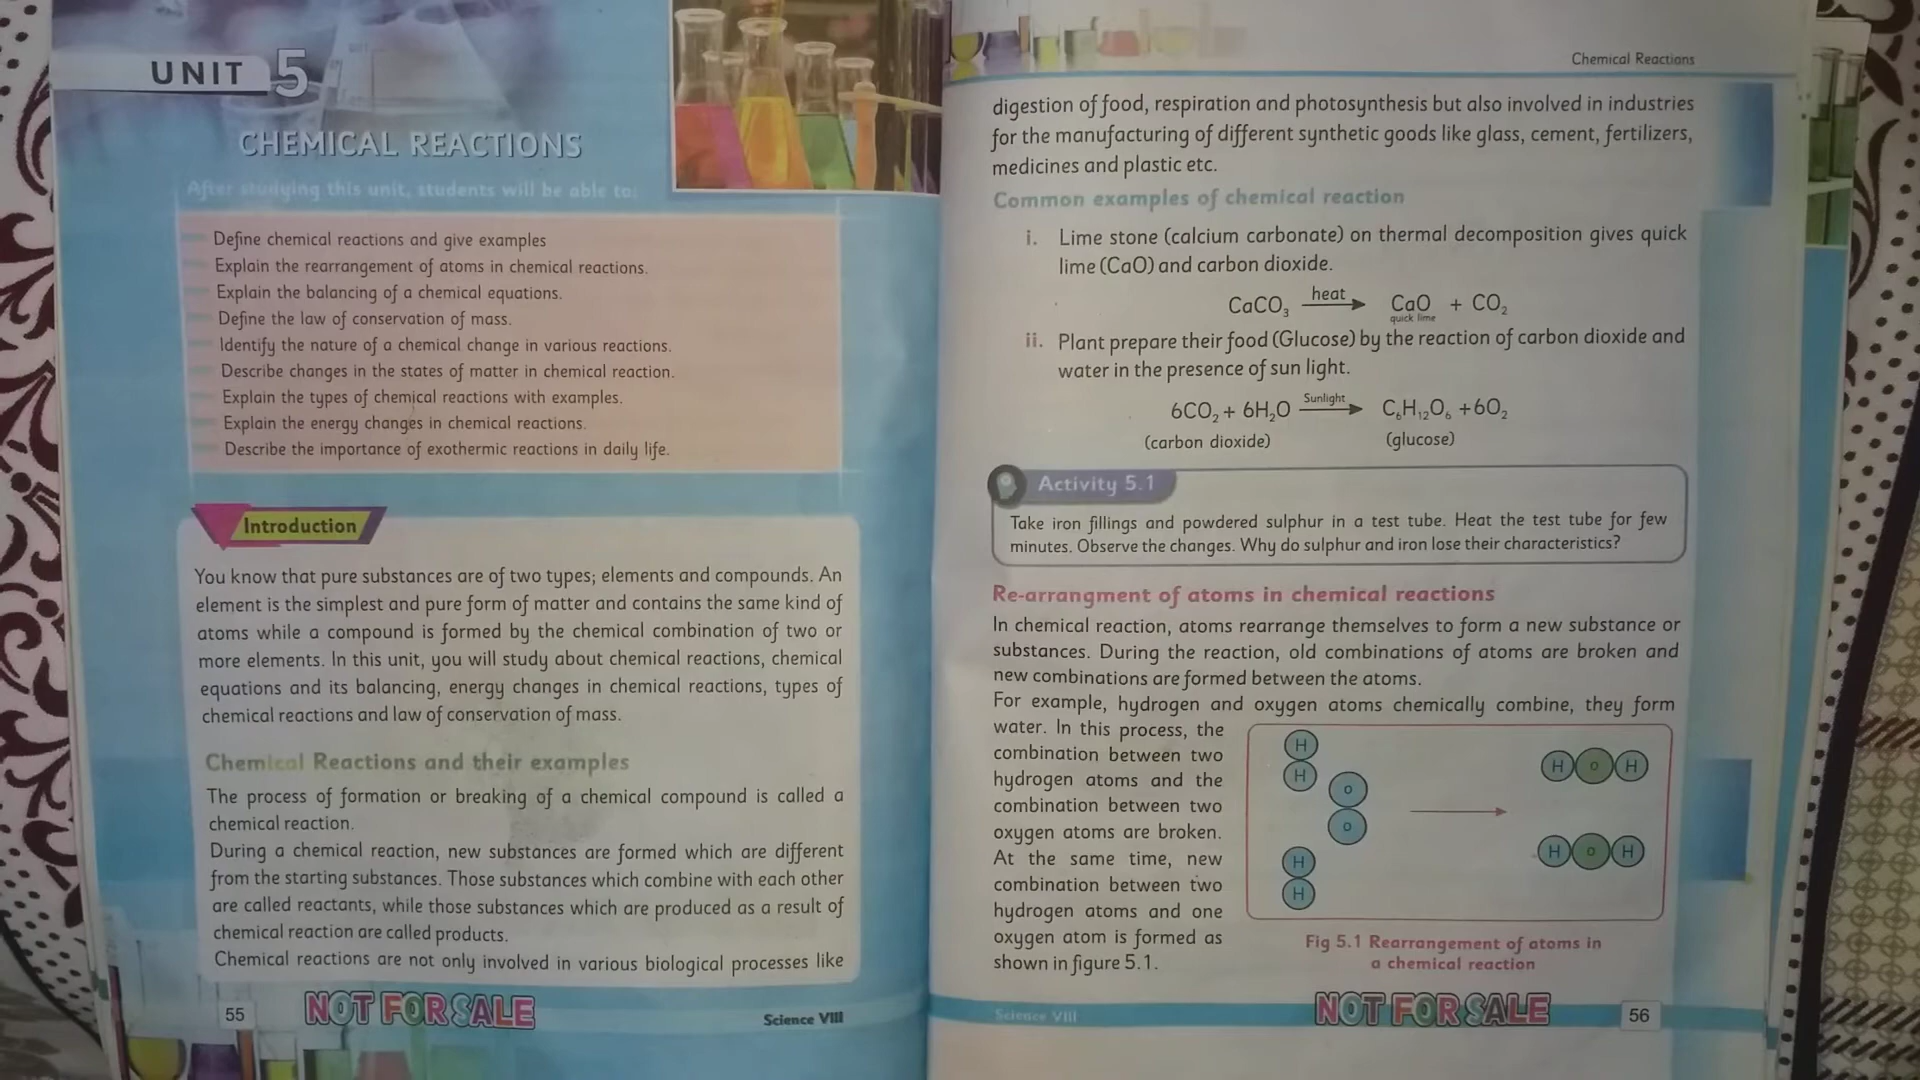 UNIT 5
CHEMICAL REACTIONS
After studying this unit, students will be able to:
Define chemical reactions and give examples
Explain the rearrangement of atoms in chemical reactions.
Explain the balancing of a chemical equations.
Define the law of conservation of mass.
Identify the nature of a chemical change in various reactions.
Describe changes in the states of matter in chemical reaction.
Explain the types of chemical reactions with examples.
Explain the energy changes in chemical reactions.
Describe the importance of exothermic reactions in daily life.
Introduction
You know that pure substances are of two types; elements and compounds. An
element is the simplest and pure form of matter and contains the same kind of
atoms while a compound is formed by the chemical combination of two or
more elements. In this unit, you will study about chemical reactions, chemical
equations and its balancing, energy changes in chemical reactions, types of
chemical reactions and law of conservation of mass.
Chemical Reactions and their examples
The process of formation or breaking of a chemical compound is called a
chemical reaction.
During a chemical reaction, new substances are formed which are different
from the starting substances. Those substances which combine with each other
are called reactants, while those substances which are produced as a result of
chemical reaction are called products.
Chemical reactions are not only involved in various biological processes like
55
NOT FOR SALE
Science VIII
Chemical Reactions
digestion of food, respiration and photosynthesis but also involved in industries
for the manufacturing of different synthetic goods like glass, cement, fertilizers,
medicines and plastic etc.
Common examples of chemical reaction
i. Lime stone (calcium carbonate) on thermal decomposition gives quick
lime (CaO) and carbon dioxide.
heat
CaCO₃ → CaO + CO₂
quick lime
ii. Plant prepare their food (Glucose) by the reaction of carbon dioxide and
water in the presence of sun light.
Sunlight
6CO₂ + 6H₂O → C₆H₁₂O₆ +6O₂
(carbon dioxide) (glucose)
Activity 5.1
Take iron fillings and powdered sulphur in a test tube. Heat the test tube for few
minutes. Observe the changes. Why do sulphur and iron lose their characteristics?
Re-arrangment of atoms in chemical reactions
In chemical reaction, atoms rearrange themselves to form a new substance or
substances. During the reaction, old combinations of atoms are broken and
new combinations are formed between the atoms.
For example, hydrogen and oxygen atoms chemically combine, they form
water. In this process, the
combination between two
hydrogen atoms and the
combination between two
oxygen atoms are broken.
At the same time, new
combination between two
hydrogen atoms and one
oxygen atom is formed as
shown in figure 5.1.
H
H
O
O
H
H
H O H
H O H
Fig 5.1 Rearrangement of atoms in
a chemical reaction
Science VIII
NOT FOR SALE
56